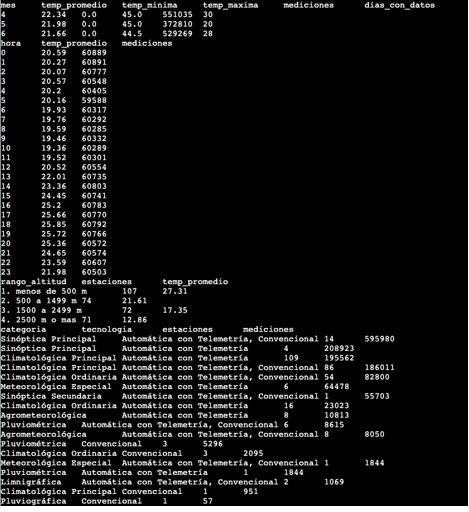 mes temp_promedio temp_minima temp_maxima mediciones dias_con_datos
4 22.34 0.0 45.0 551035 30
5 21.98 0.0 45.0 372810 20
6 21.66 0.0 44.5 529269 28
hora temp_promedio mediciones
0 20.59 60889
1 20.27 60891
2 20.07 60777
3 20.57 60548
4 20.2 60405
5 20.16 59588
6 19.93 60317
7 19.76 60292
8 19.59 60285
9 19.46 60332
10 19.36 60289
11 19.52 60301
12 20.52 60554
13 22.01 60735
14 23.36 60803
15 24.45 60741
16 25.2 60783
17 25.66 60770
18 25.85 60792
19 25.72 60766
20 25.36 60572
21 24.65 60574
22 23.59 60607
23 21.98 60503
rango_altitud estaciones temp_promedio
1. menos de 500 m 107 27.31
2. 500 a 1499 m 74 21.61
3. 1500 a 2499 m 72 17.35
4. 2500 m o mas 71 12.86
categoria tecnologia estaciones mediciones
Sinóptica Principal Automática con Telemetría, Convencional 14 595980
Sinóptica Principal Automática con Telemetría 4 208923
Climatológica Principal Automática con Telemetría 109 195562
Climatológica Principal Automática con Telemetría, Convencional 86 186011
Climatológica Ordinaria Automática con Telemetría, Convencional 54 82800
Meteorológica Especial Automática con Telemetría 6 64478
Sinóptica Secundaria Automática con Telemetría, Convencional 1 55703
Climatológica Ordinaria Automática con Telemetría 16 23023
Agrometeorológica Automática con Telemetría 8 10813
Pluviométrica Automática con Telemetría, Convencional 6 8615
Agrometeorológica Automática con Telemetría, Convencional 8 8050
Pluviométrica Convencional 3 5296
Climatológica Ordinaria Convencional 3 2095
Meteorológica Especial Automática con Telemetría, Convencional 1 1844
Pluviométrica Automática con Telemetría 1 1844
Limnigráfica Automática con Telemetría, Convencional 2 1069
Climatológica Principal Convencional 1 951
Pluviográfica Convencional 1 57